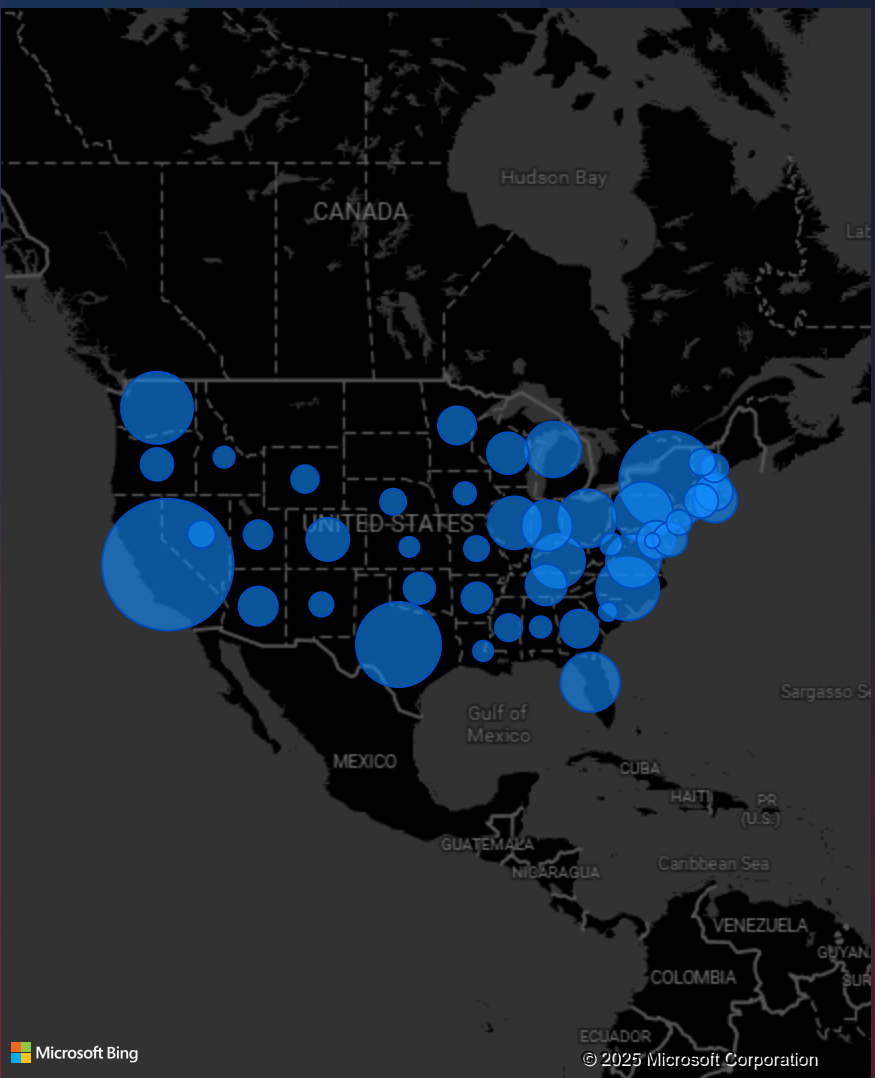 Hudson Bay
CANADA
Lab
UNITED STATES
Sargasso Se
Gulf of
Mexico
MEXICO
CUBA
HAITI
PR
(U.S.)
GUATEMALA
Caribbean Sea
NICARAGUA
VENEZUELA
GUYAN
COLOMBIA
SUR
ECUADOR
Microsoft Bing
© 2025 Microsoft Corporation